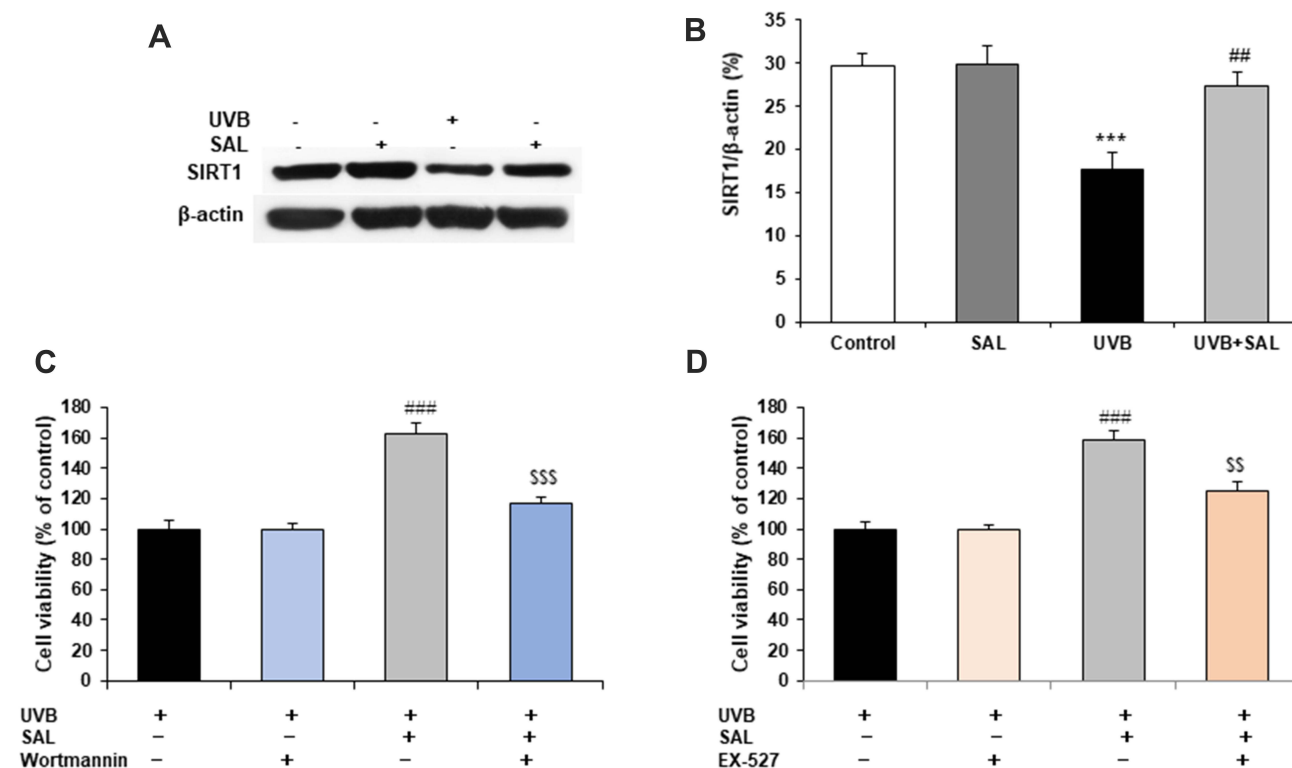 A
UVB - - + -
SAL - + - +
SIRT1
β-actin
B
SIRT1/β-actin (%)
35
30
25
20
15
10
5
0
***
##
Control SAL UVB UVB+SAL
C
Cell viability (% of control)
180
160
140
120
100
80
60
40
20
0
###
$$$
UVB + + + +
SAL – – + +
Wortmannin – + – +
D
Cell viability (% of control)
180
160
140
120
100
80
60
40
20
0
###
$$
UVB + + + +
SAL – – + +
EX-527 – + – +